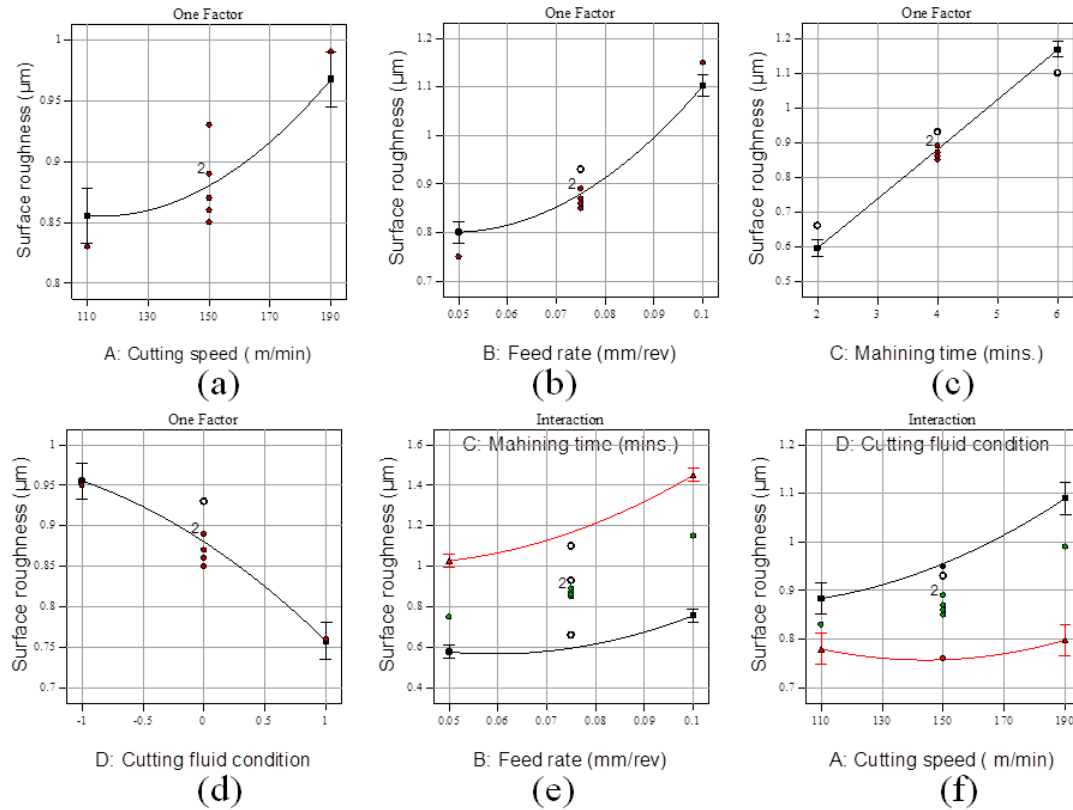 One Factor
Surface roughness (μm)
1
0.95
0.9
0.85
0.8
2
110 130 150 170 190
A: Cutting speed ( m/min)
(a)
One Factor
Surface roughness (μm)
1.2
1.1
1
0.9
0.8
0.7
2
0.05 0.06 0.07 0.08 0.09 0.1
B: Feed rate (mm/rev)
(b)
One Factor
Surface roughness (μm)
1.2
1.1
1
0.9
0.8
0.7
0.6
0.5
2
2 3 4 5 6
C: Mahining time (mins.)
(c)
One Factor
Surface roughness (μm)
1
0.95
0.9
0.85
0.8
0.75
0.7
2
-1 -0.5 0 0.5 1
D: Cutting fluid condition
(d)
Interaction
C: Mahining time (mins.)
Surface roughness (μm)
1.6
1.4
1.2
1
0.8
0.6
0.4
2
0.05 0.06 0.07 0.08 0.09 0.1
B: Feed rate (mm/rev)
(e)
Interaction
D: Cutting fluid condition
Surface roughness (μm)
1.2
1.1
1
0.9
0.8
0.7
2
110 130 150 170 190
A: Cutting speed ( m/min)
(f)